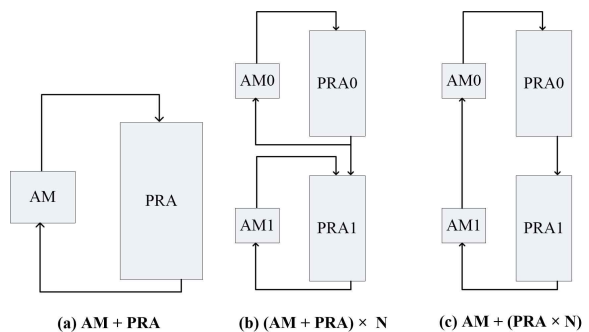 AM
PRA
(a) AM + PRA
AM0
PRA0
AM1
PRA1
(b) (AM + PRA) × N
AM0
PRA0
AM1
PRA1
(c) AM + (PRA × N)